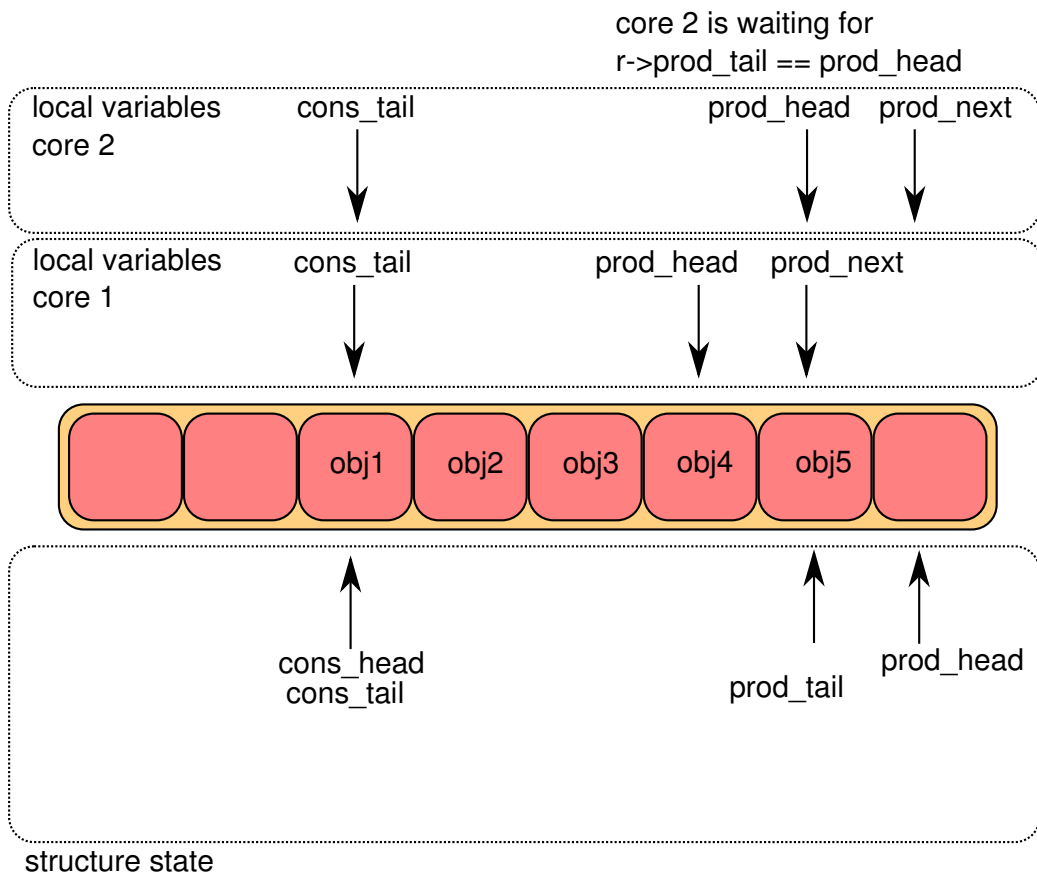 core 2 is waiting for
r->prod_tail == prod_head
local variables
core 2
cons_tail
prod_head
prod_next
local variables
core 1
cons_tail
prod_head
prod_next
obj1
obj2
obj3
obj4
obj5
cons_head
cons_tail
prod_tail
prod_head
structure state